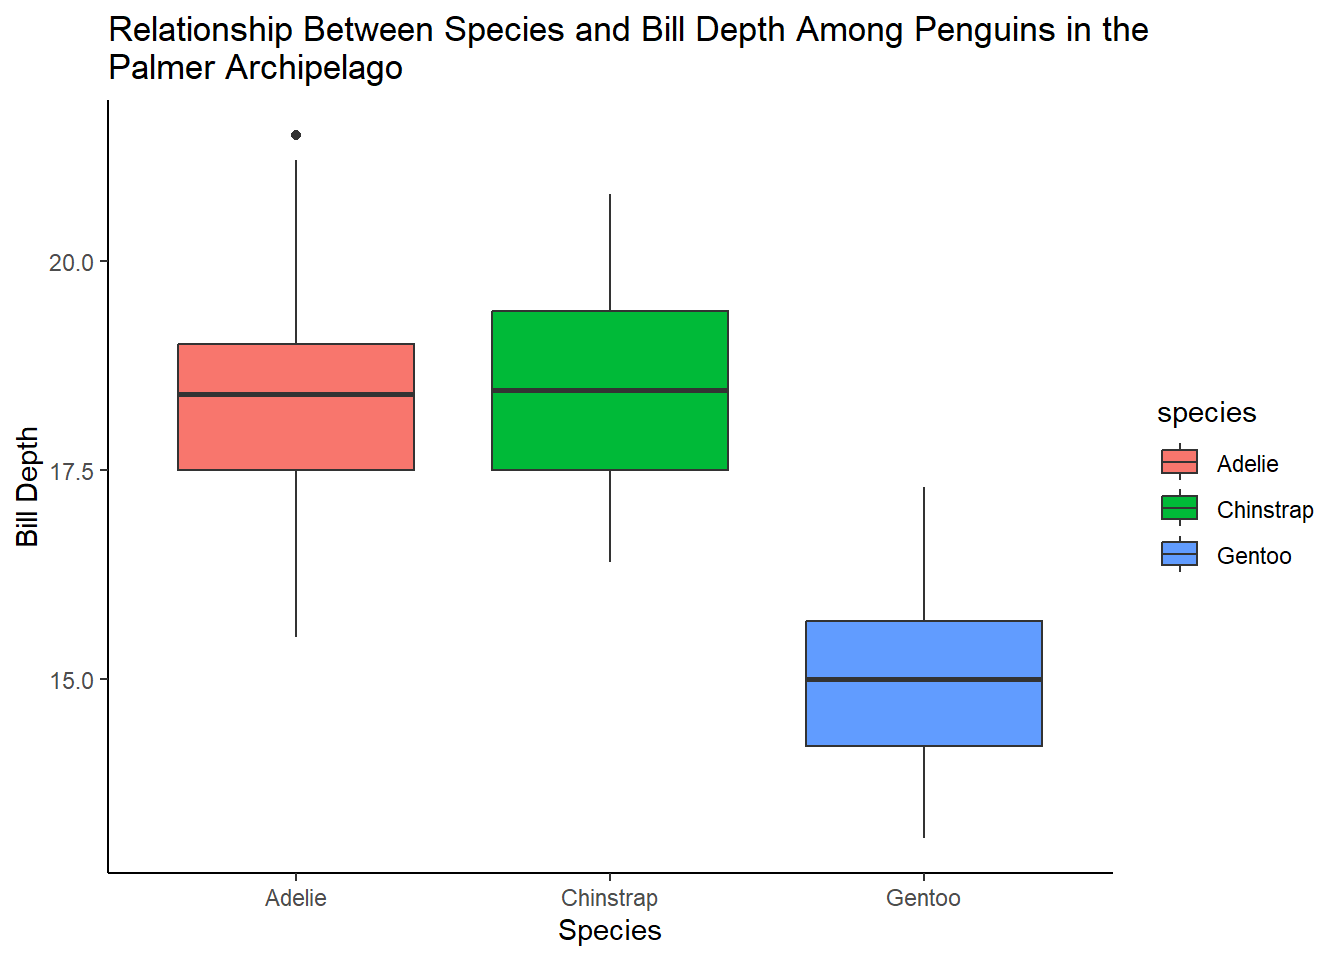 Relationship Between Species and Bill Depth Among Penguins in the
Palmer Archipelago
Bill Depth
20.0
17.5
15.0
Adelie
Chinstrap
Gentoo
Species
species
Adelie
Chinstrap
Gentoo